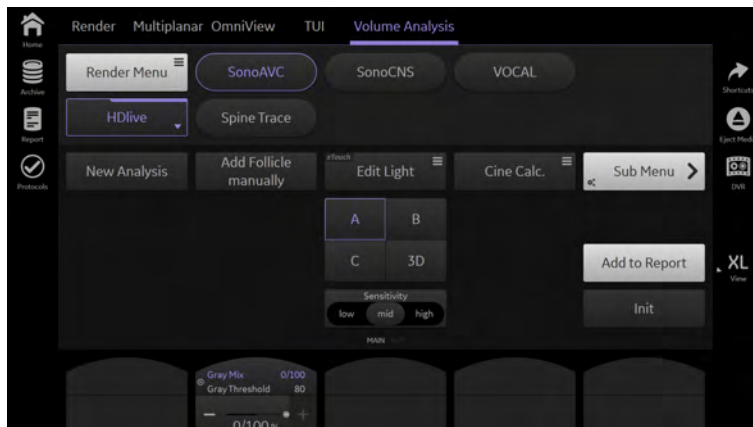 Render Multiplanar OmniView TUI Volume Analysis
Home
Archive
Report
Protocols
Render Menu SonoAVC SonoCNS VOCAL
HDlive Spine Trace
Shortcuts
Eject Media
DVR
XL
View
New Analysis
Add Follicle
manually
xTouch
Edit Light
Cine Calc.
Sub Menu
A B
C 3D
Add to Report
Sensitivity
low mid high
Init
MAIN
Gray Mix 0/100
Gray Threshold 80
0/100 %